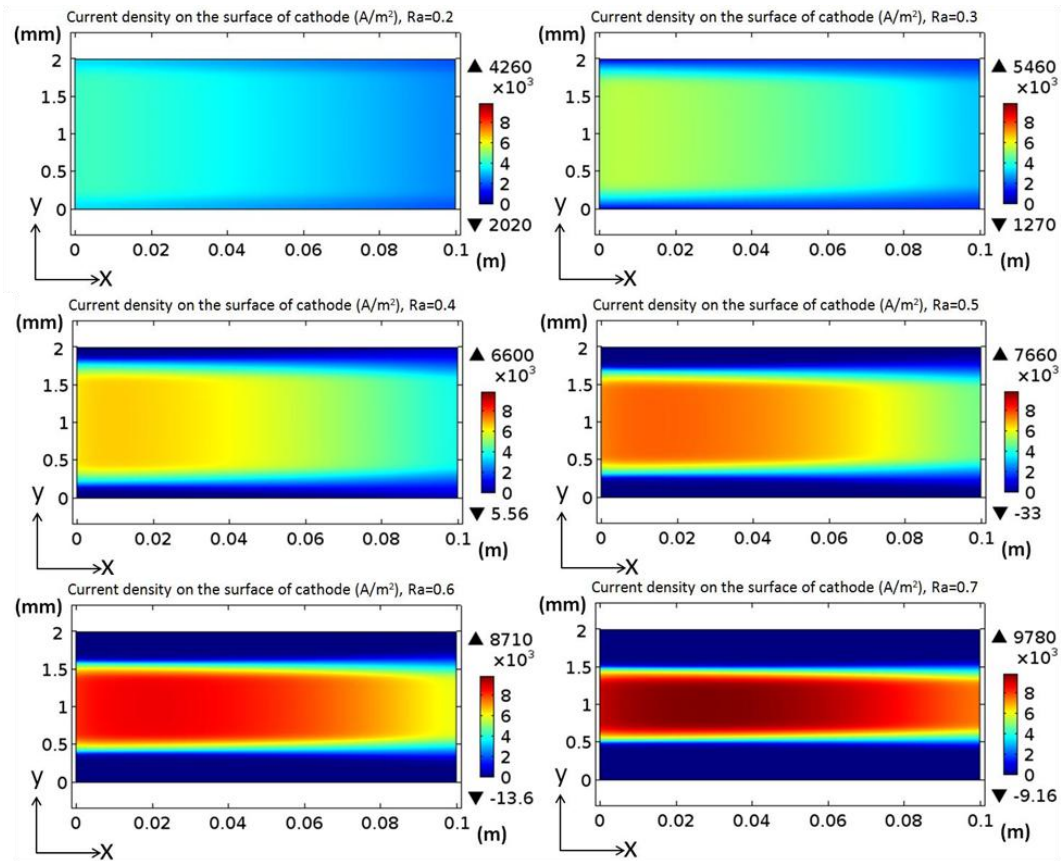 Current density on the surface of cathode (A/m²), Ra=0.2
(mm)
2
1.5
1
0.5
0
y
x
0 0.02 0.04 0.06 0.08 0.1
(m)
▲ 4260
×10³
8
6
4
2
0
▼ 2020
Current density on the surface of cathode (A/m²), Ra=0.3
(mm)
2
1.5
1
0.5
0
y
x
0 0.02 0.04 0.06 0.08 0.1
(m)
▲ 5460
×10³
8
6
4
2
0
▼ 1270
Current density on the surface of cathode (A/m²), Ra=0.4
(mm)
2
1.5
1
0.5
0
y
x
0 0.02 0.04 0.06 0.08 0.1
(m)
▲ 6600
×10³
8
6
4
2
0
▼ 5.56
Current density on the surface of cathode (A/m²), Ra=0.5
(mm)
2
1.5
1
0.5
0
y
x
0 0.02 0.04 0.06 0.08 0.1
(m)
▲ 7660
×10³
8
6
4
2
0
▼ -33
Current density on the surface of cathode (A/m²), Ra=0.6
(mm)
2
1.5
1
0.5
0
y
x
0 0.02 0.04 0.06 0.08 0.1
(m)
▲ 8710
×10³
8
6
4
2
0
▼ -13.6
Current density on the surface of cathode (A/m²), Ra=0.7
(mm)
2
1.5
1
0.5
0
y
x
0 0.02 0.04 0.06 0.08 0.1
(m)
▲ 9780
×10³
8
6
4
2
0
▼ -9.16